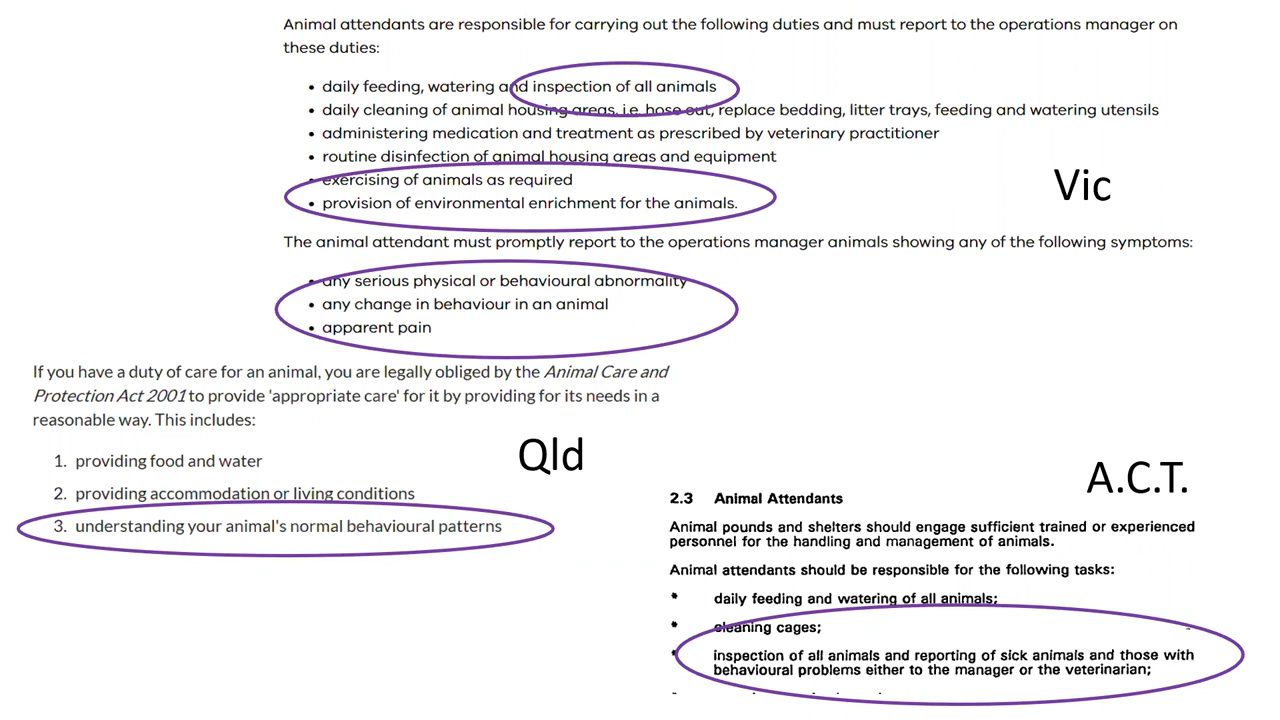 Animal attendants are responsible for carrying out the following duties and must report to the operations manager on
these duties:
• daily feeding, watering and inspection of all animals
• daily cleaning of animal housing areas, i.e. hose out, replace bedding, litter trays, feeding and watering utensils
• administering medication and treatment as prescribed by veterinary practitioner
• routine disinfection of animal housing areas and equipment
• exercising of animals as required
• provision of environmental enrichment for the animals.
Vic
The animal attendant must promptly report to the operations manager animals showing any of the following symptoms:
• any serious physical or behavioural abnormality
• any change in behaviour in an animal
• apparent pain
If you have a duty of care for an animal, you are legally obliged by the Animal Care and
Protection Act 2001 to provide 'appropriate care' for it by providing for its needs in a
reasonable way. This includes:
1. providing food and water
2. providing accommodation or living conditions
3. understanding your animal's normal behavioural patterns
Qld
A.C.T.
2.3 Animal Attendants
Animal pounds and shelters should engage sufficient trained or experienced
personnel for the handling and management of animals.
Animal attendants should be responsible for the following tasks:
* daily feeding and watering of all animals;
* cleaning cages;
* inspection of all animals and reporting of sick animals and those with
behavioural problems either to the manager or the veterinarian;